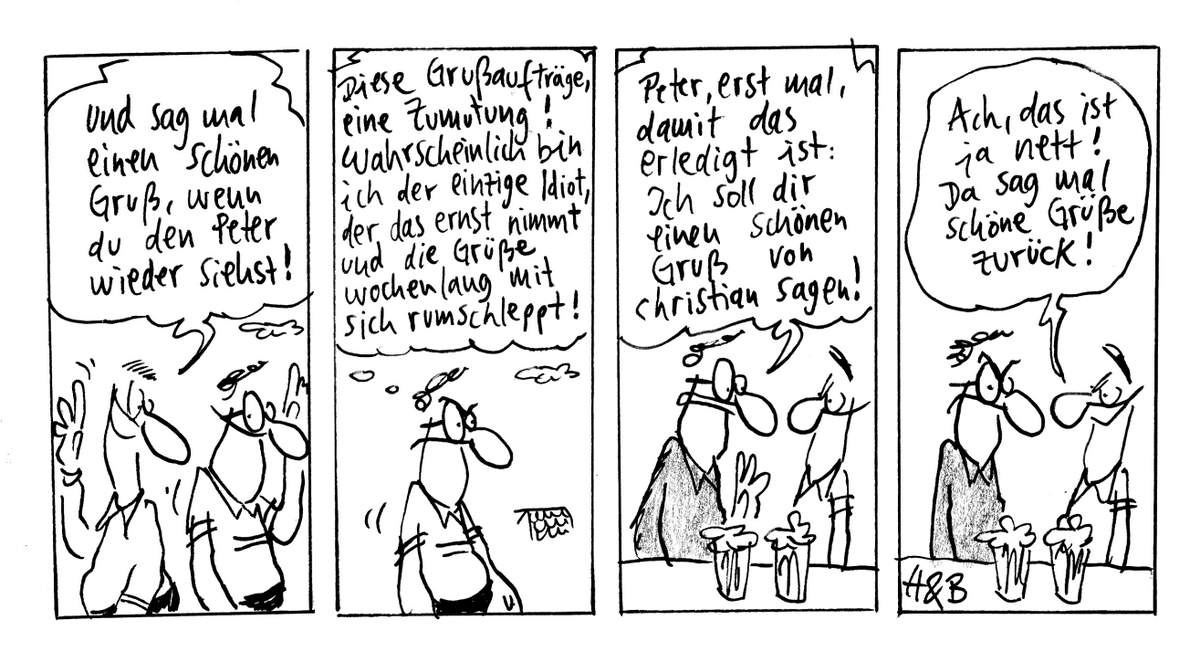 und sag mal
einen schönen
Gruß, wenn
du den Peter
wieder siehst!
Diese Grußaufträge,
eine Zumutung!
Wahrscheinlich bin
ich der einzige Idiot,
der das ernst nimmt
und die Grüße
wochenlang mit
sich rumschleppt!
Peter, erst mal,
damit das
erledigt ist:
Ich soll dir
einen schönen
Gruß von
Christian sagen!
Ach, das ist
ja nett!
Da sag mal
schöne Grüße
zurück!
H&B